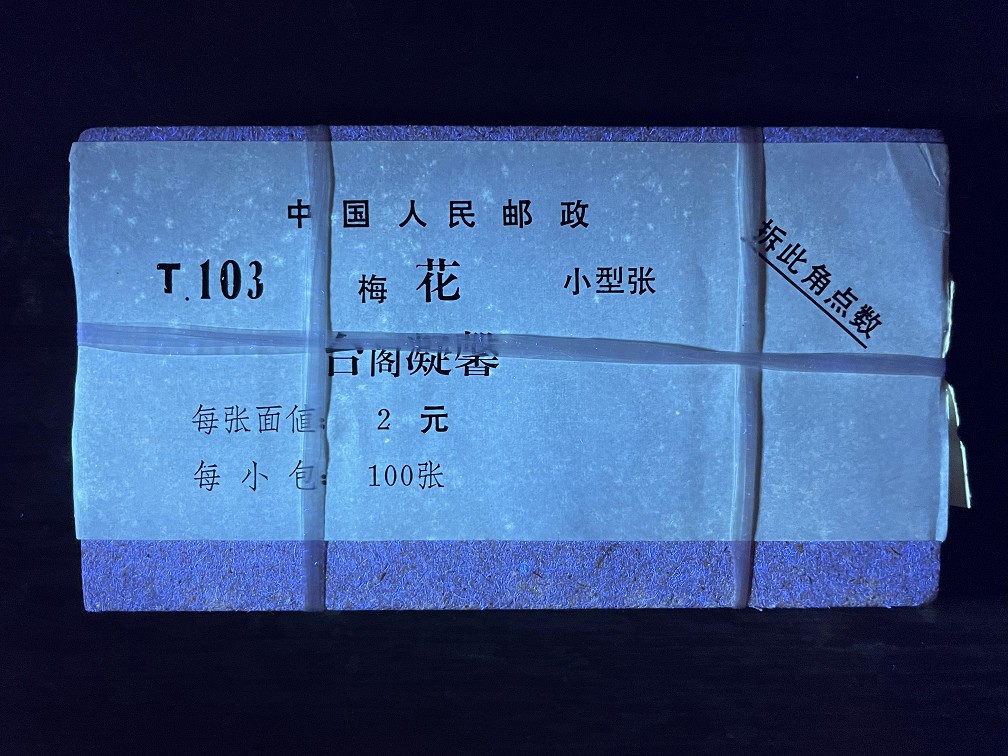 中国人民邮政
T.103 梅花 小型张
台阁凝馨
每张面值: 2 元
每小包: 100张
拆此角点数